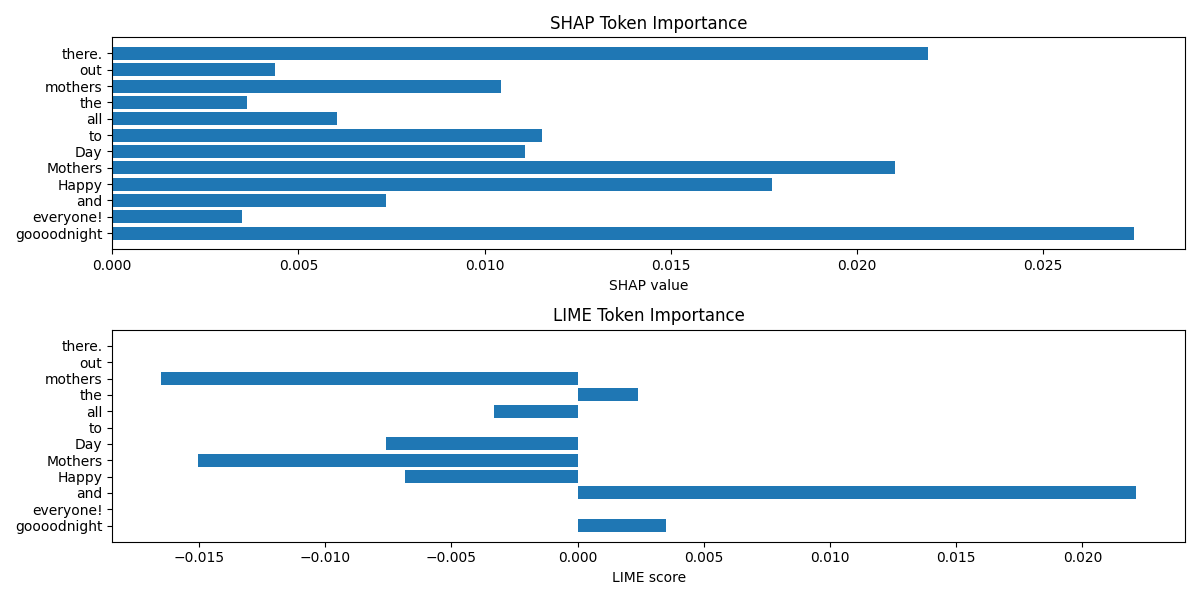 SHAP Token Importance
there.
out
mothers
the
all
to
Day
Mothers
Happy
and
everyone!
goooodnight
0.000 0.005 0.010 0.015 0.020 0.025
SHAP value
LIME Token Importance
there.
out
mothers
the
all
to
Day
Mothers
Happy
and
everyone!
goooodnight
−0.015 −0.010 −0.005 0.000 0.005 0.010 0.015 0.020
LIME score